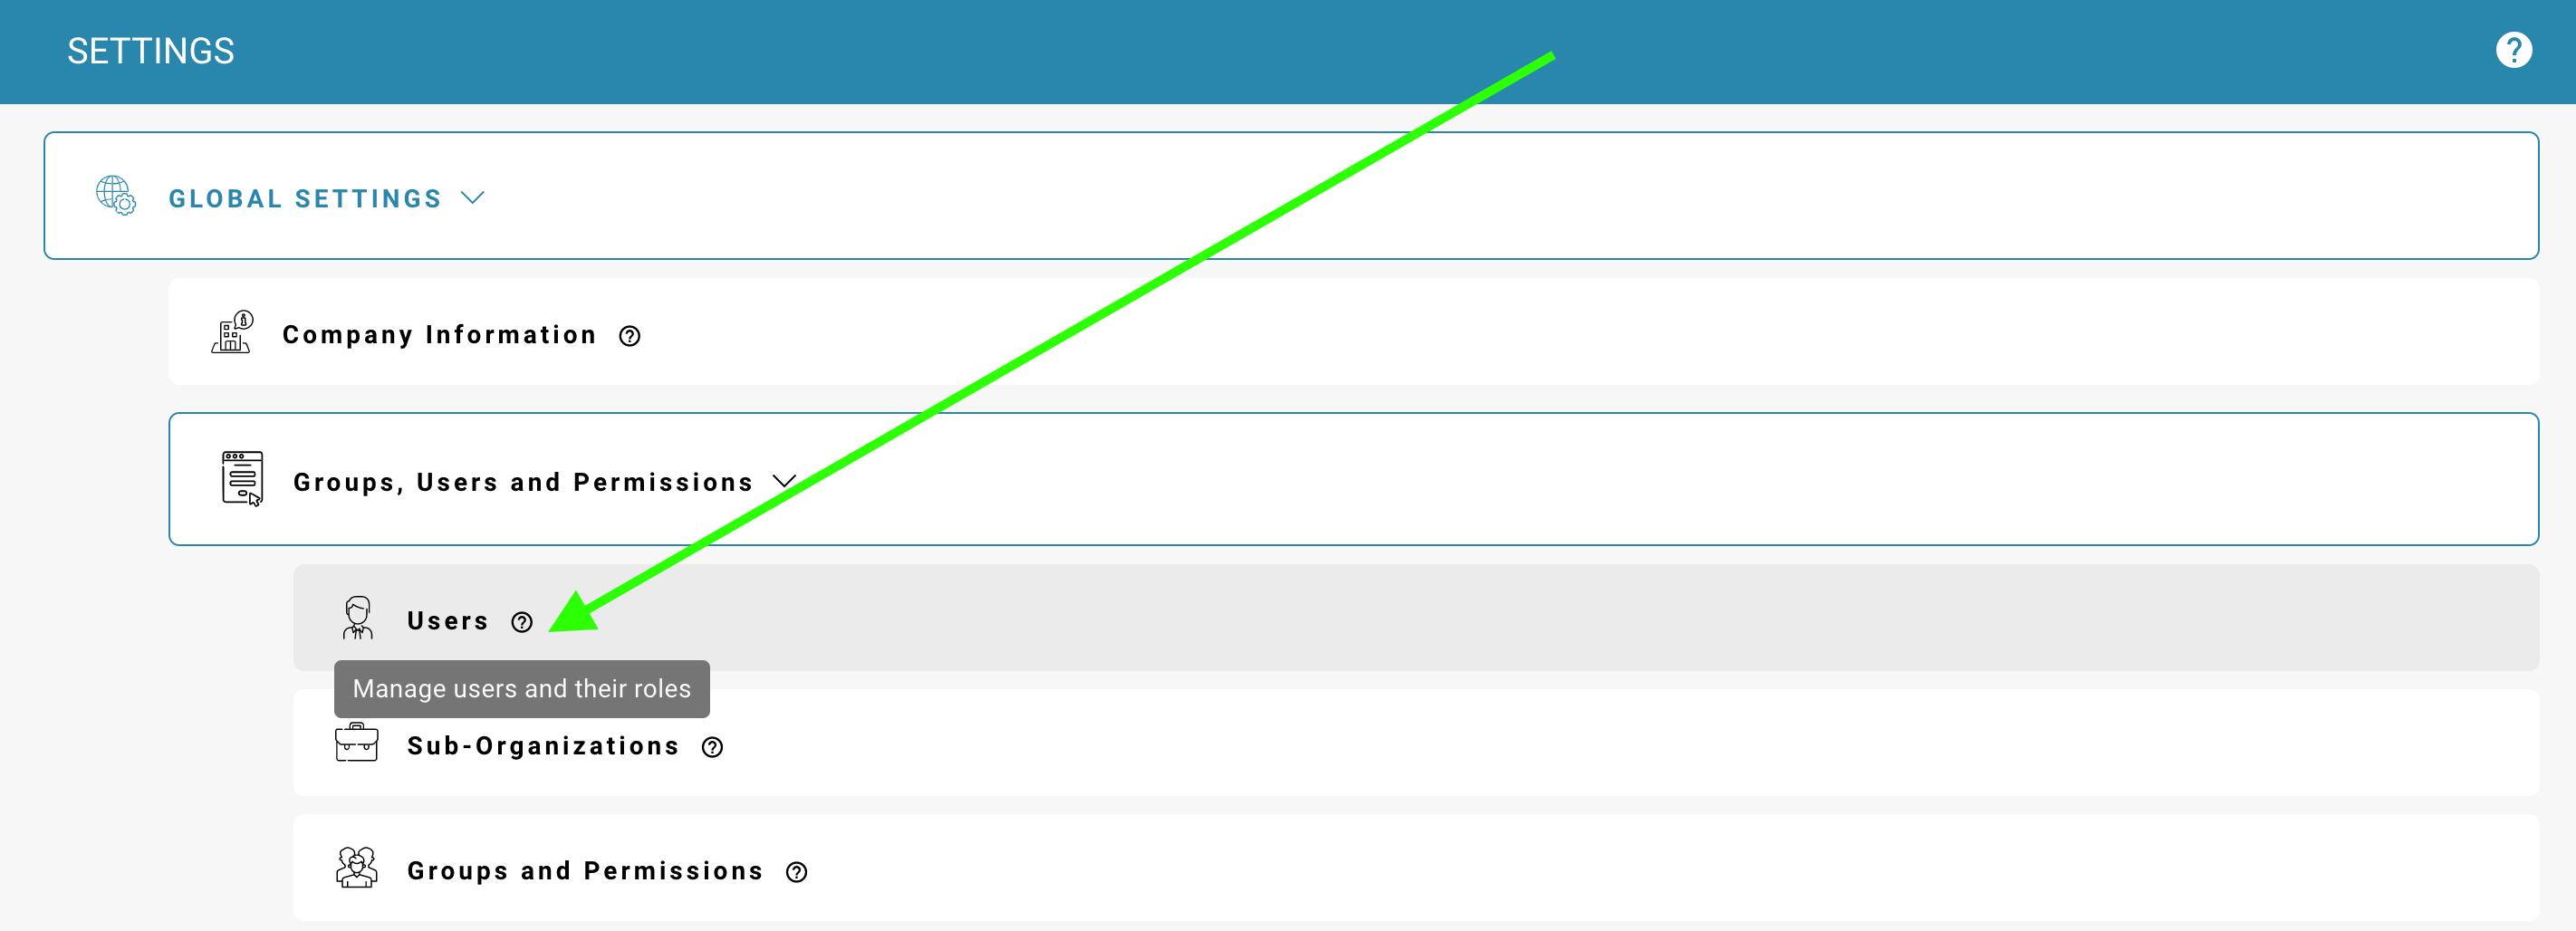 SETTINGS
GLOBAL SETTINGS
Company Information
Groups, Users and Permissions
Users
Manage users and their roles
Sub-Organizations
Groups and Permissions